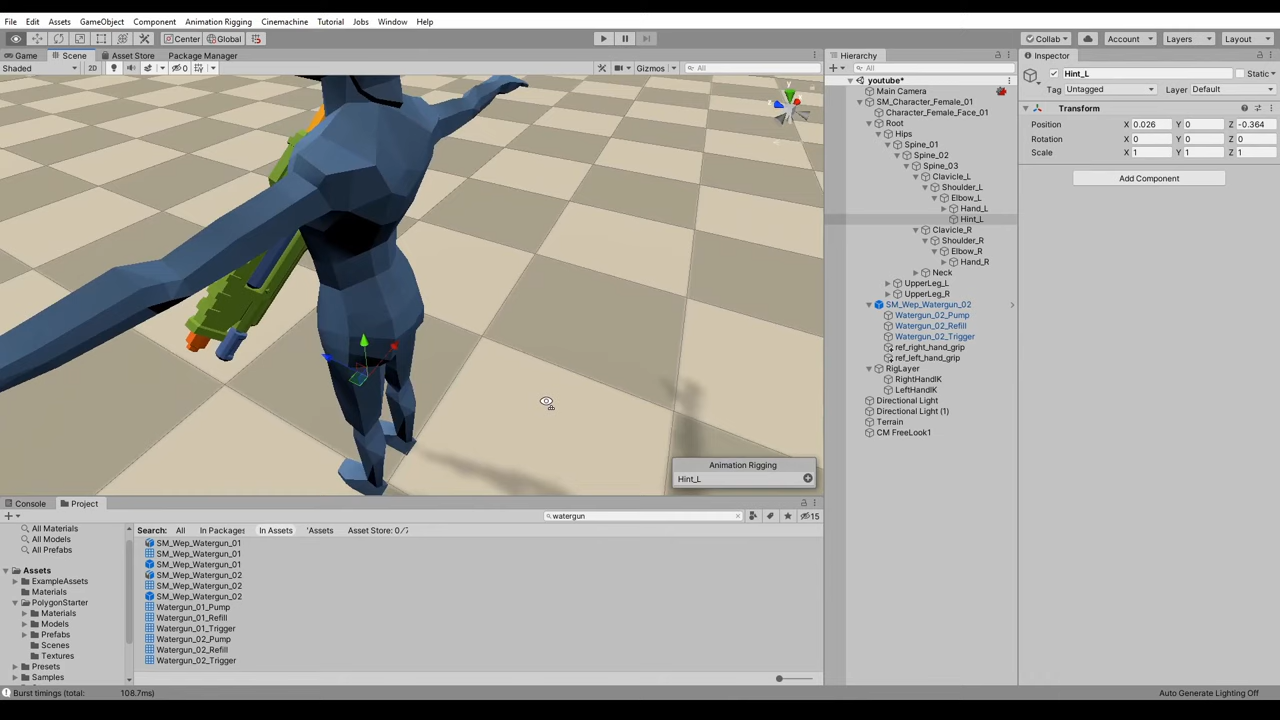 File Edit Assets GameObject Component Animation Rigging Cinemachine Tutorial Jobs Window Help
Center Global Collab Account Layers Layout
Game Scene Asset Store Package Manager
Shaded 2D 0 Gizmos All
y
Hierarchy
All
youtube*
Main Camera
SM_Character_Female_01
Character_Female_Face_01
Root
Hips
Spine_01
Spine_02
Spine_03
Clavicle_L
Shoulder_L
Elbow_L
Hand_L
Hint_L
Clavicle_R
Shoulder_R
Elbow_R
Hand_R
Neck
UpperLeg_L
UpperLeg_R
SM_Wep_Watergun_02
Watergun_02_Pump
Watergun_02_Refill
Watergun_02_Trigger
ref_right_hand_grip
ref_left_hand_grip
RigLayer
RightHandIK
LeftHandIK
Directional Light
Directional Light (1)
Terrain
CM FreeLook1
Inspector
Hint_L Static
Tag Untagged Layer Default
Transform
Position X 0.026 Y 0 Z -0.364
Rotation X 0 Y 0 Z 0
Scale X 1 Y 1 Z 1
Add Component
Animation Rigging
Hint_L
Console Project
watergun 15
All Materials
All Models
All Prefabs
Assets
ExampleAssets
Materials
PolygonStarter
Materials
Models
Prefabs
Scenes
Textures
Presets
Samples
Search: All In Packages In Assets 'Assets Asset Store: 0/7
SM_Wep_Watergun_01
SM_Wep_Watergun_01
SM_Wep_Watergun_01
SM_Wep_Watergun_02
SM_Wep_Watergun_02
SM_Wep_Watergun_02
Watergun_01_Pump
Watergun_01_Refill
Watergun_01_Trigger
Watergun_02_Pump
Watergun_02_Refill
Watergun_02_Trigger
Burst timings (total: 108.7ms)
Auto Generate Lighting Off